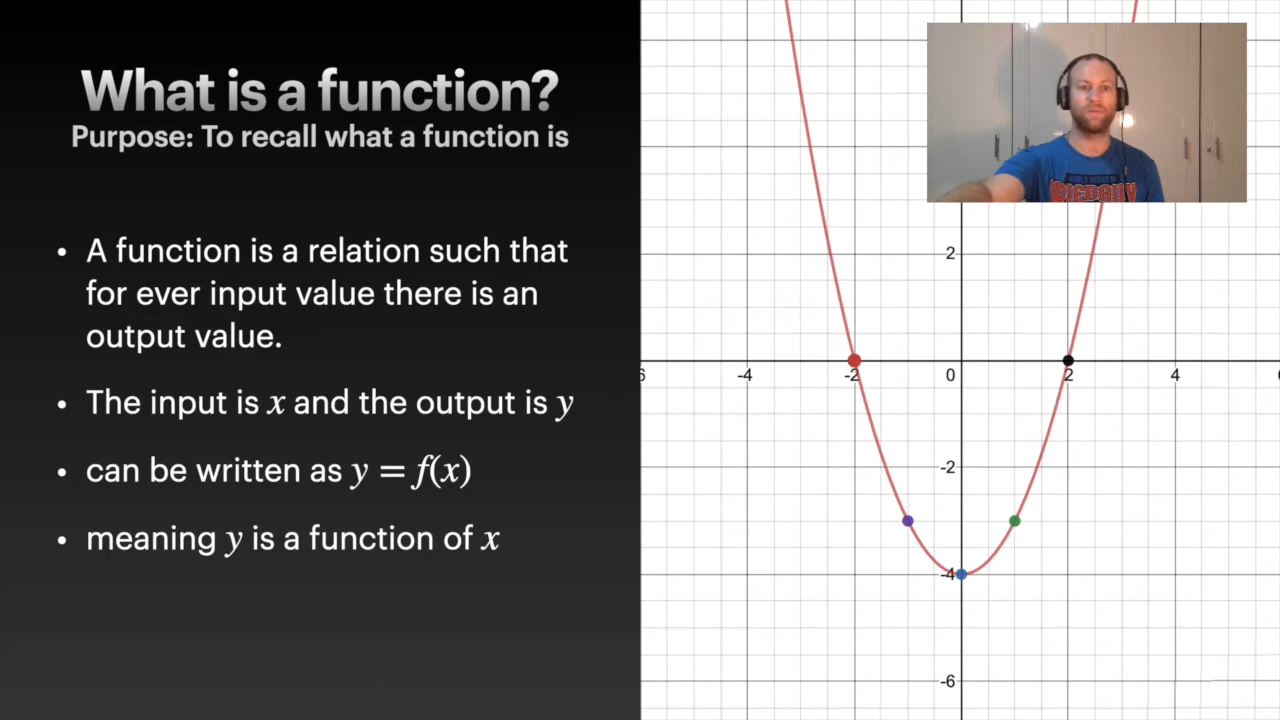 What is a function?
Purpose: To recall what a function is
• A function is a relation such that
for ever input value there is an
output value.
• The input is x and the output is y
• can be written as y = f(x)
• meaning y is a function of x
2
-4
-2
0
2
4
-2
-4
-6